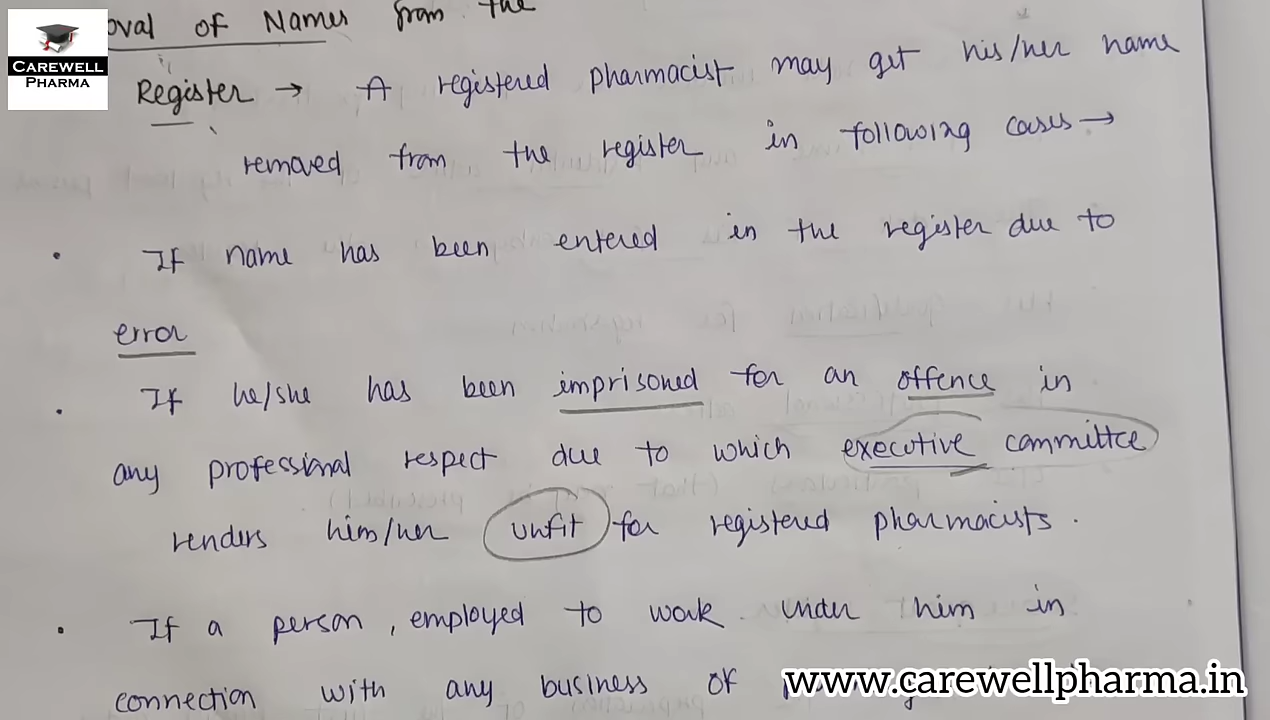 CAREWELL
PHARMA
oval of Names from the
Register → A registered pharmacist may get his/her name
removed from the register in following cases →
• If name has been entered in the register due to
error
• If he/she has been imprisoned for an offence in
any professional respect due to which executive committee
renders him/her unfit for registered pharmacists.
• If a person, employed to work under him in
connection with any business of
www.carewellpharma.in